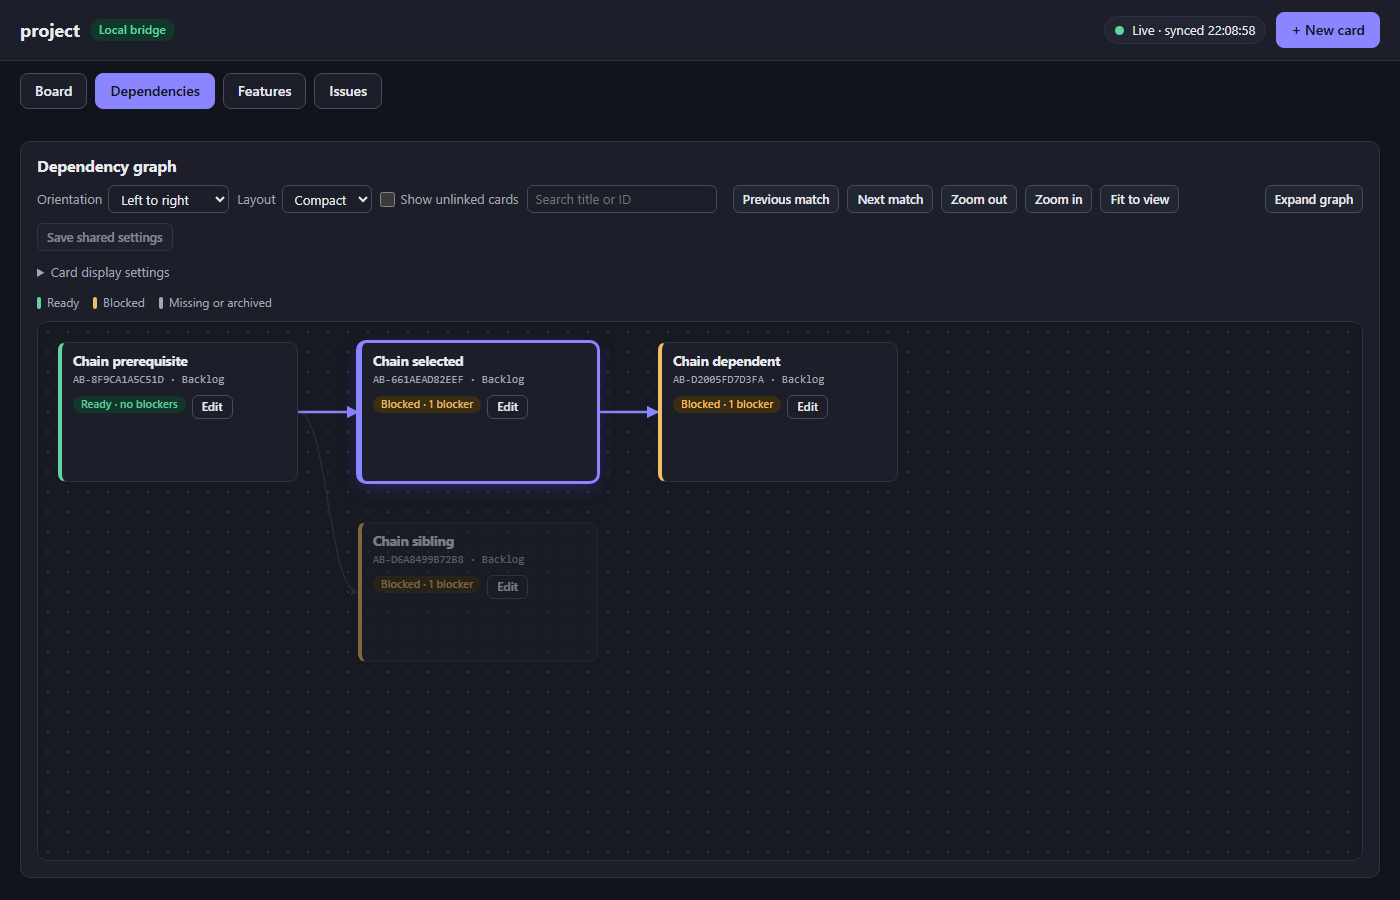 project Local bridge Live · synced 22:08:58 + New card
Board Dependencies Features Issues
Dependency graph
Orientation Left to right Layout Compact Show unlinked cards Search title or ID Previous match Next match Zoom out Zoom in Fit to view Expand graph
Save shared settings
Card display settings
Ready Blocked Missing or archived
Chain prerequisite
AB-8F9CA1A5C51D · Backlog
Ready · no blockers Edit
Chain selected
AB-661AEAD82EEF · Backlog
Blocked · 1 blocker Edit
Chain dependent
AB-D2005FD7D3FA · Backlog
Blocked · 1 blocker Edit
Chain sibling
AB-D6A8499B72B8 · Backlog
Blocked · 1 blocker Edit